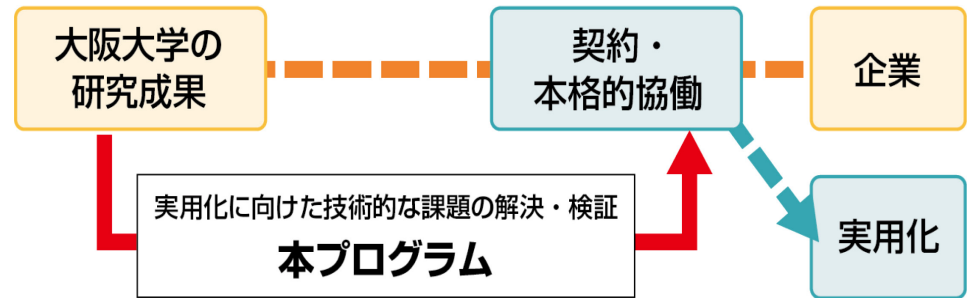 大阪大学の
研究成果
契約・
本格的協働
企業
実用化に向けた技術的な課題の解決・検証
本プログラム
実用化